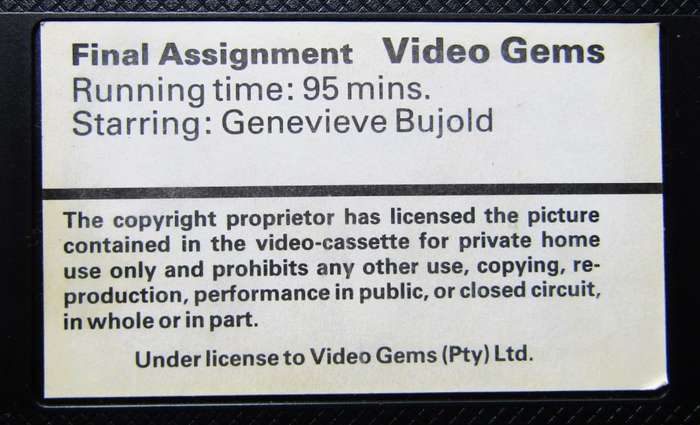 Final Assignment Video Gems
Running time: 95 mins.
Starring: Genevieve Bujold
The copyright proprietor has licensed the picture
contained in the video-cassette for private home
use only and prohibits any other use, copying, re-
production, performance in public, or closed circuit,
in whole or in part.
Under license to Video Gems (Pty) Ltd.